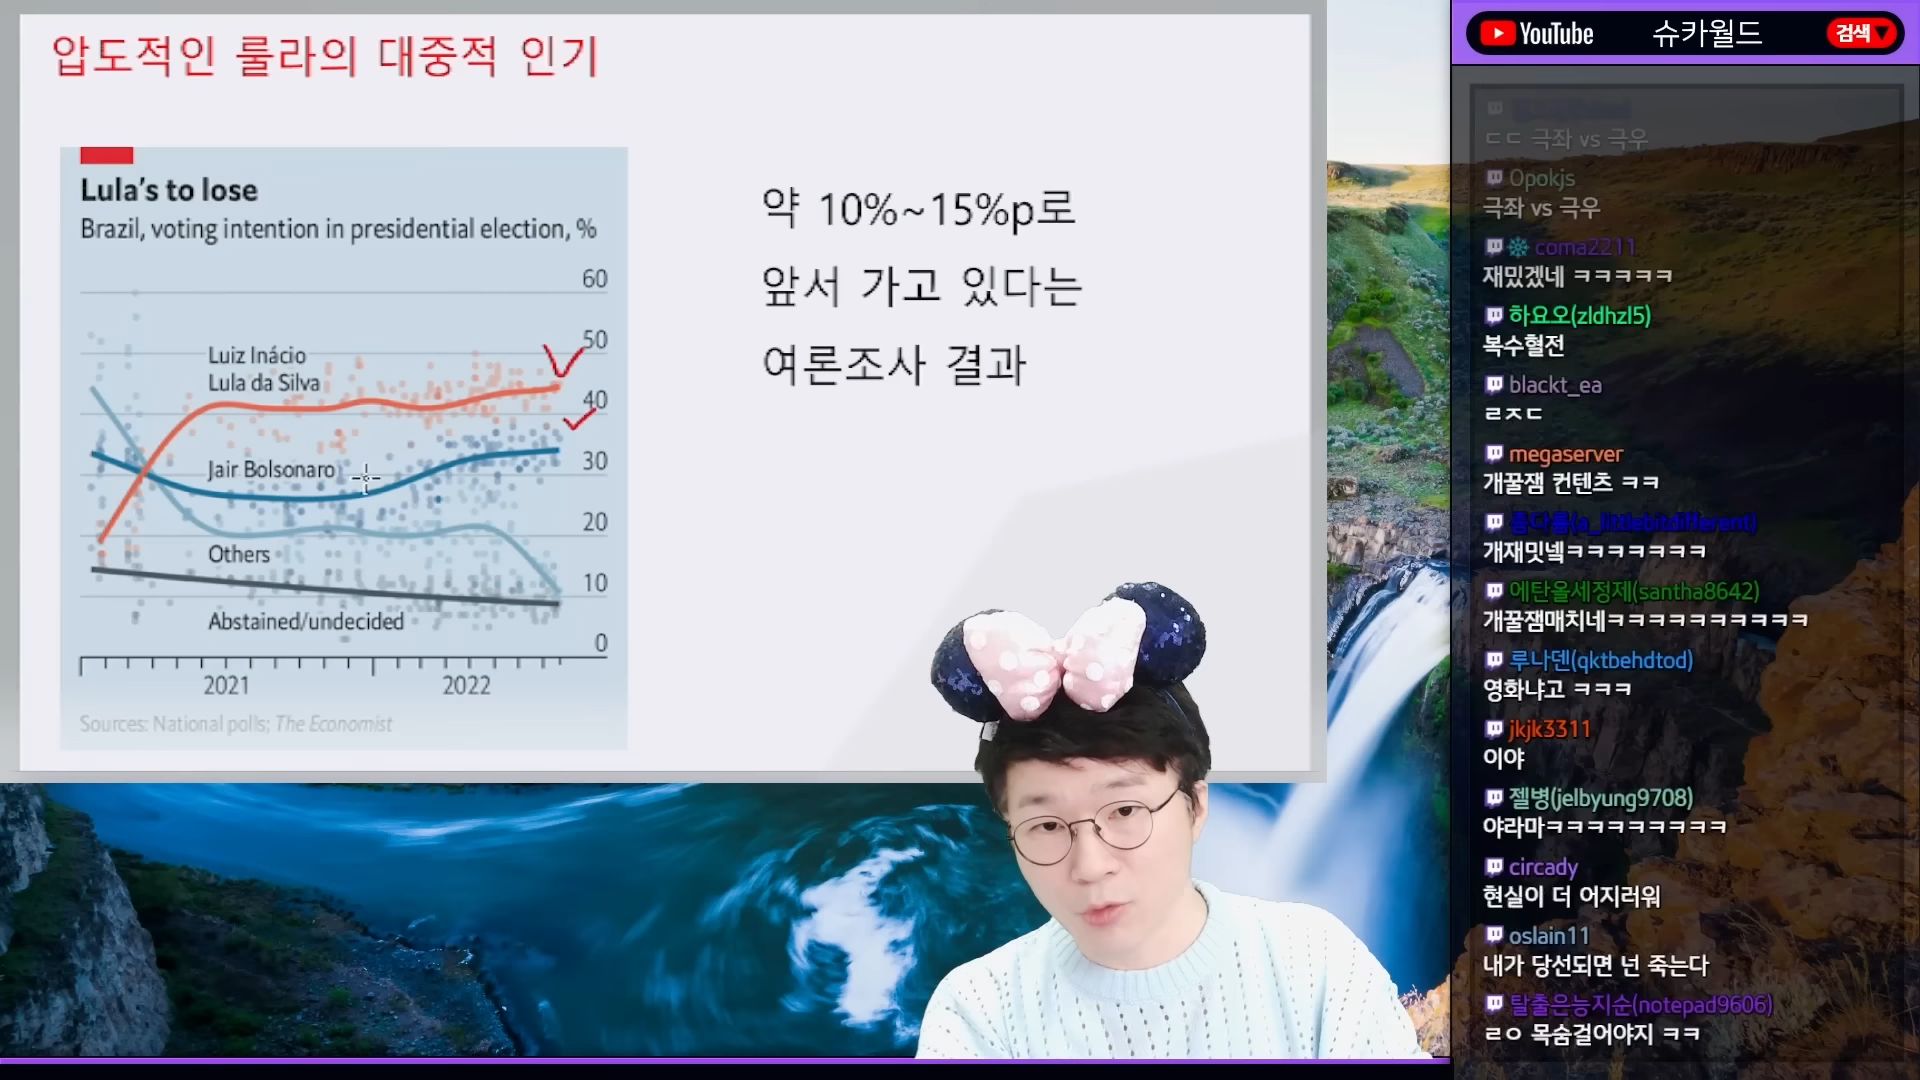 압도적인 룰라의 대중적 인기
Lula's to lose
Brazil, voting intention in presidential election, %
60
50
40
30
20
10
0
Luiz Inácio
Lula da Silva
Jair Bolsonaro
Others
Abstained/undecided
2021
2022
Sources: National polls; The Economist
약 10%~15%p로
앞서 가고 있다는
여론조사 결과
YouTube 슈카월드 검색
ㄷㄷ 극좌 vs 극우
Opokjs
극좌 vs 극우
coma2211
재밌겠네 ㅋㅋㅋㅋㅋ
하요오(zldhzl5)
복수혈전
blackt_ea
ㄹㅈㄷ
megaserver
개꿀잼 컨텐츠 ㅋㅋ
(a_littlebitdifferent)
개재밋넼ㅋㅋㅋㅋㅋㅋㅋ
에탄올세정제(santha8642)
개꿀잼매치네ㅋㅋㅋㅋㅋㅋㅋㅋㅋㅋ
루나덴(qktbehdtod)
영화냐고 ㅋㅋㅋ
jkjk3311
이야
젤병(jelbyung9708)
야라마ㅋㅋㅋㅋㅋㅋㅋㅋㅋ
circady
현실이 더 어지러워
oslain11
내가 당선되면 넌 죽는다
탈출은능지순(notepad9606)
ㄹㅇ 목숨걸어야지 ㅋㅋ